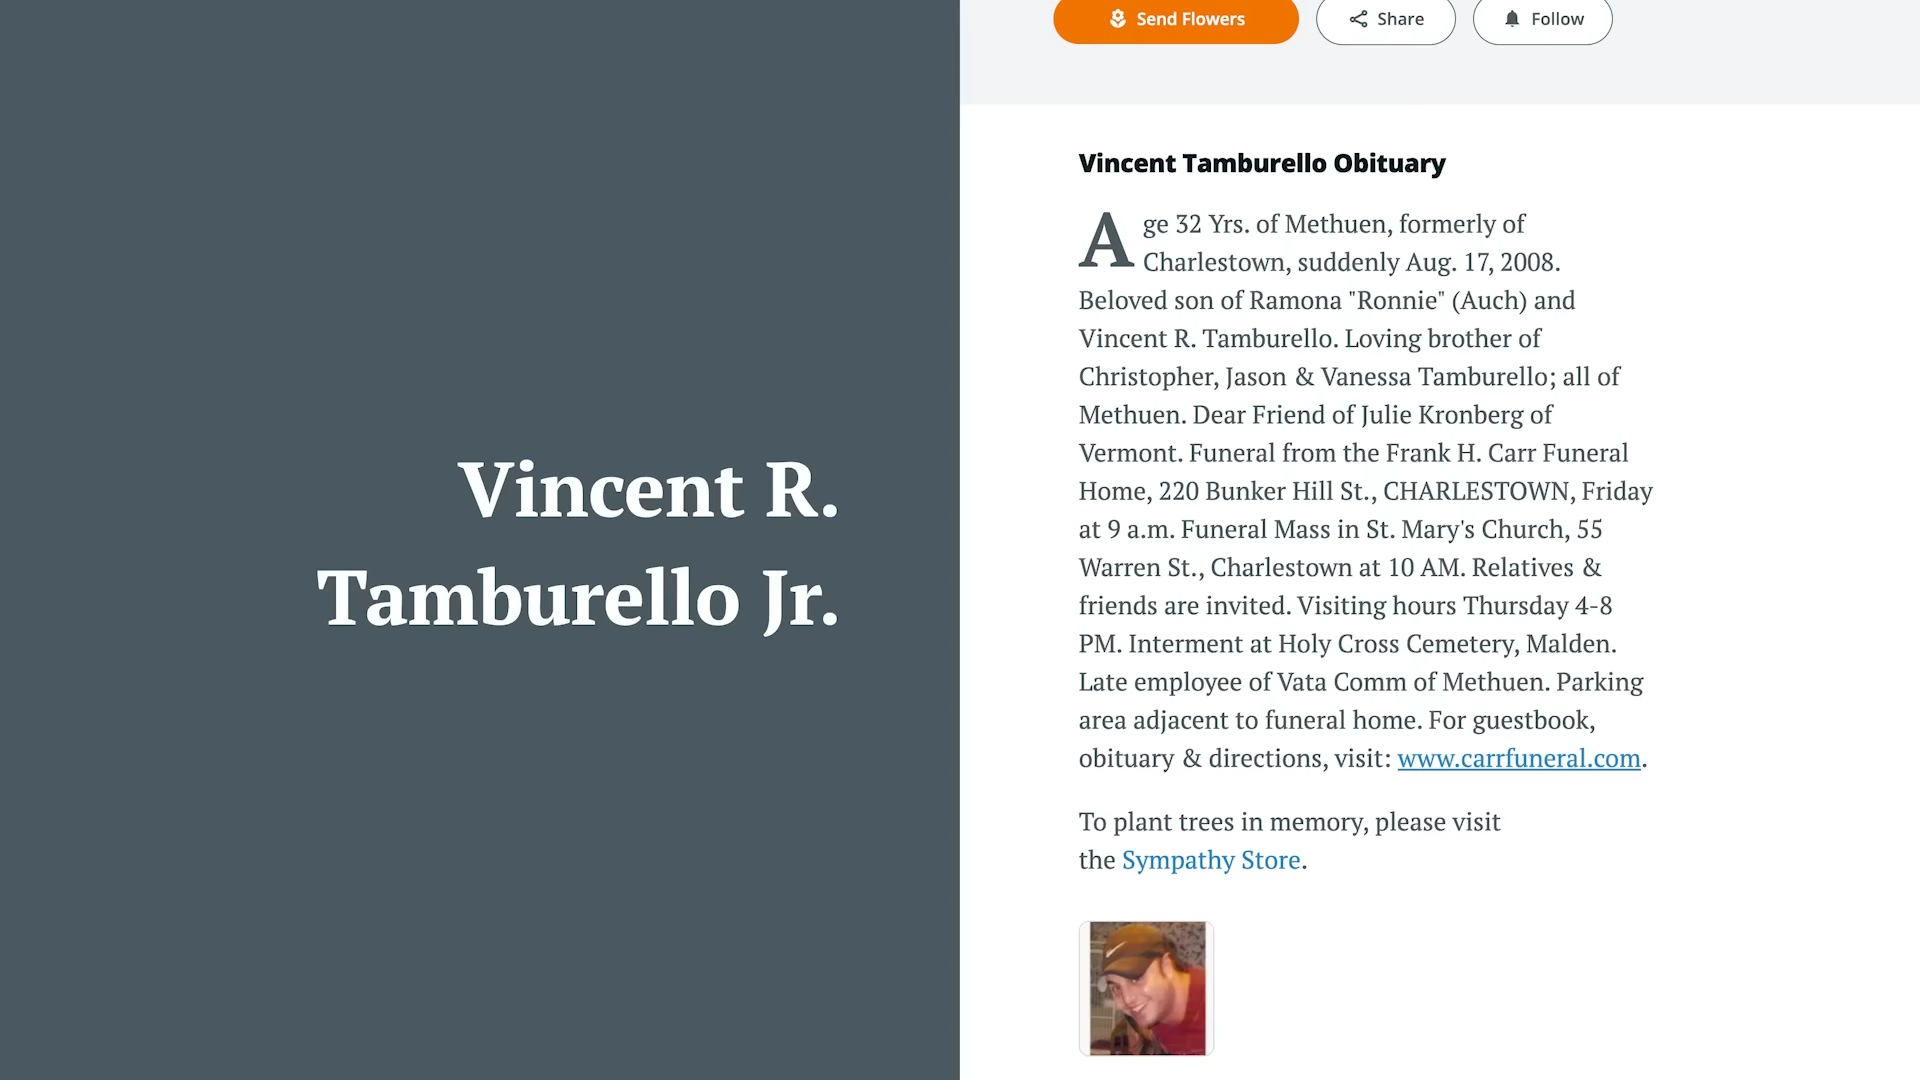 Send Flowers
Share
Follow
Vincent R.
Tamburello Jr.
Vincent Tamburello Obituary
Age 32 Yrs. of Methuen, formerly of
Charlestown, suddenly Aug. 17, 2008.
Beloved son of Ramona "Ronnie" (Auch) and
Vincent R. Tamburello. Loving brother of
Christopher, Jason & Vanessa Tamburello; all of
Methuen. Dear Friend of Julie Kronberg of
Vermont. Funeral from the Frank H. Carr Funeral
Home, 220 Bunker Hill St., CHARLESTOWN, Friday
at 9 a.m. Funeral Mass in St. Mary's Church, 55
Warren St., Charlestown at 10 AM. Relatives &
friends are invited. Visiting hours Thursday 4-8
PM. Interment at Holy Cross Cemetery, Malden.
Late employee of Vata Comm of Methuen. Parking
area adjacent to funeral home. For guestbook,
obituary & directions, visit: www.carrfuneral.com.
To plant trees in memory, please visit
the Sympathy Store.